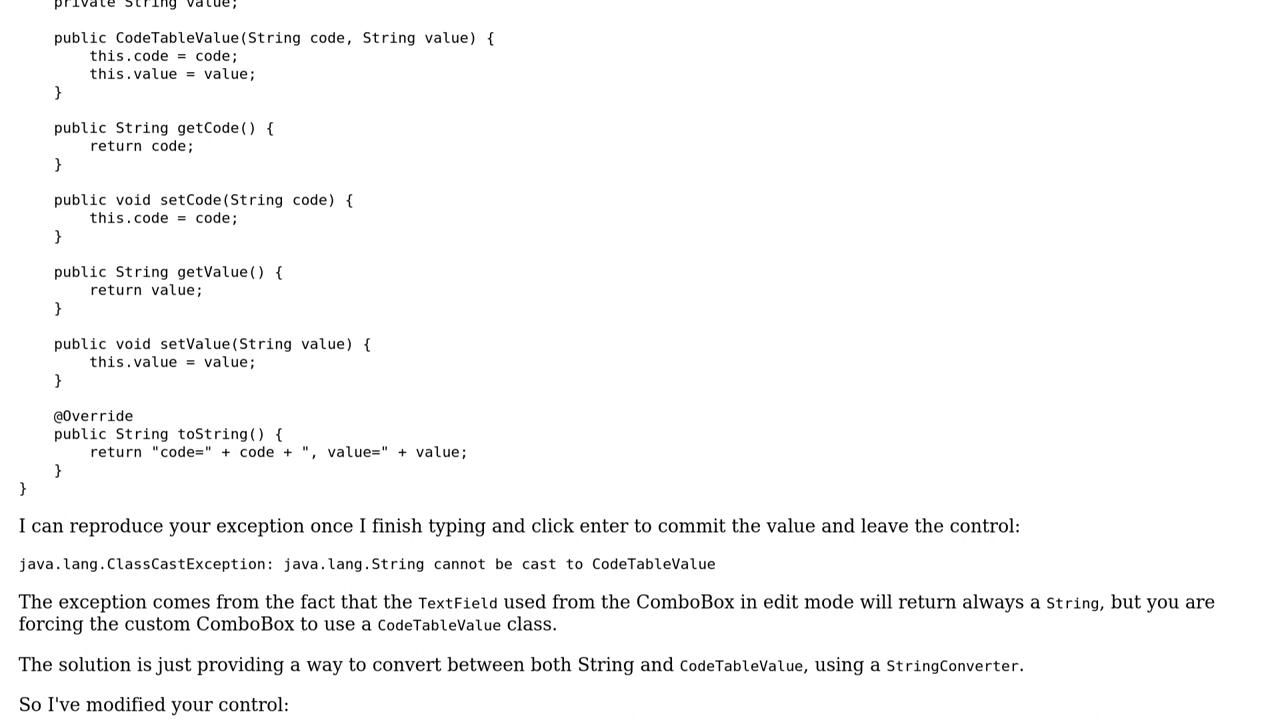 private String value;
public CodeTableValue(String code, String value) {
this.code = code;
this.value = value;
}
public String getCode() {
return code;
}
public void setCode(String code) {
this.code = code;
}
public String getValue() {
return value;
}
public void setValue(String value) {
this.value = value;
}
@Override
public String toString() {
return "code=" + code + ", value=" + value;
}
}
I can reproduce your exception once I finish typing and click enter to commit the value and leave the control:
java.lang.ClassCastException: java.lang.String cannot be cast to CodeTableValue
The exception comes from the fact that the TextField used from the ComboBox in edit mode will return always a String, but you are
forcing the custom ComboBox to use a CodeTableValue class.
The solution is just providing a way to convert between both String and CodeTableValue, using a StringConverter.
So I've modified your control: